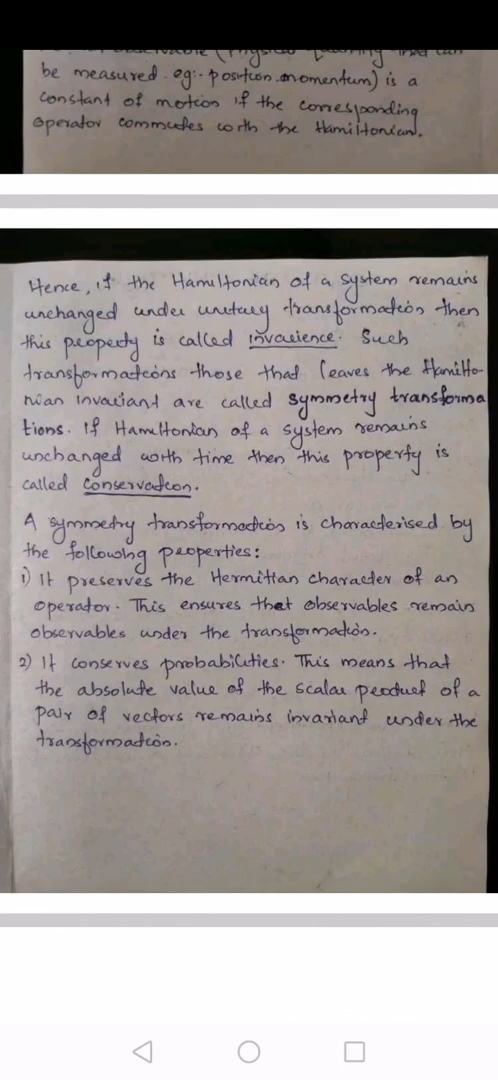 be measured. eg:- position, momentum) is a
constant of motion if the corresponding
operator commutes with the Hamiltonian.
Hence, if the Hamiltonian of a system remains
unchanged under unitary transformation then
this property is called invarience. Such
transformations those that leaves the Hamilto-
nian invariant are called symmetry transforma
tions. If Hamiltonian of a system remains
unchanged with time then this property is
called conservation.
A symmetry transformation is characterised by
the following properties:
1) It preserves the Hermitian character of an
operator. This ensures that observables remain
observables under the transformation.
2) It conserves probabilities. This means that
the absolute value of the scalar product of a
pair of vectors remains invariant under the
transformation.